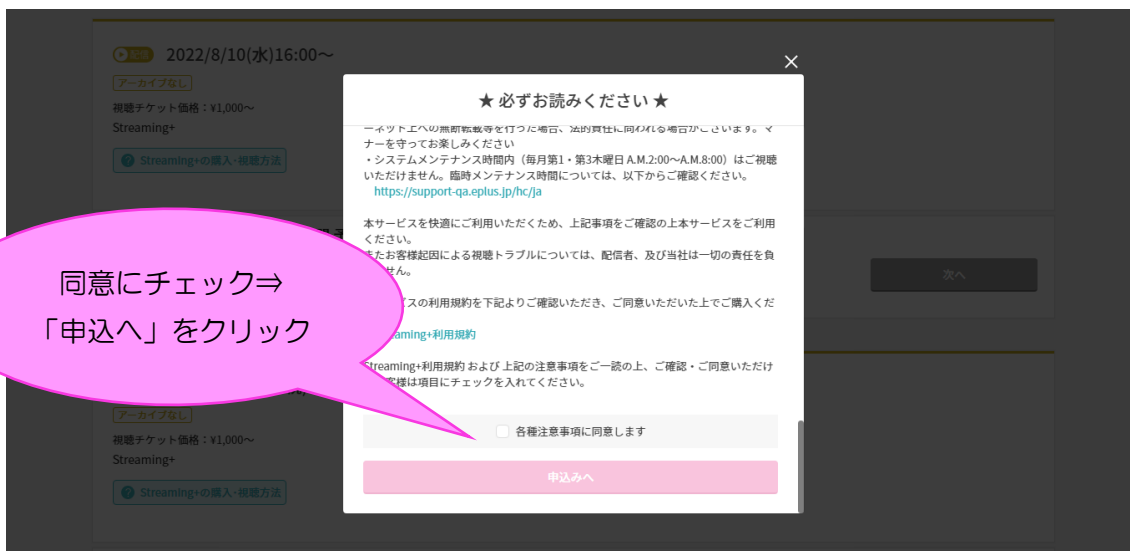 配信 2022/8/10(水)16:00～
アーカイブなし
視聴チケット価格：¥1,000～
Streaming+
Streaming+の購入・視聴方法
次へ
アーカイブなし
視聴チケット価格：¥1,000～
Streaming+
Streaming+の購入・視聴方法
★ 必ずお読みください ★
ーネット上への無断転載等を行った場合、法的責任に問われる場合がございます。マ
ナーを守ってお楽しみください
・システムメンテナンス時間内（毎月第1・第3木曜日 A.M.2:00～A.M.8:00）はご視聴
いただけません。臨時メンテナンス時間については、以下からご確認ください。
https://support-qa.eplus.jp/hc/ja
本サービスを快適にご利用いただくため、上記事項をご確認の上本サービスをご利用
ください。
またお客様起因による視聴トラブルについては、配信者、及び当社は一切の責任を負
せん。
スの利用規約を下記よりご確認いただき、ご同意いただいた上でご購入くだ
aming+利用規約
Streaming+利用規約 および 上記の注意事項をご一読の上、ご確認・ご同意いただけ
客様は項目にチェックを入れてください。
各種注意事項に同意します
申込みへ
同意にチェック⇒
「申込へ」をクリック